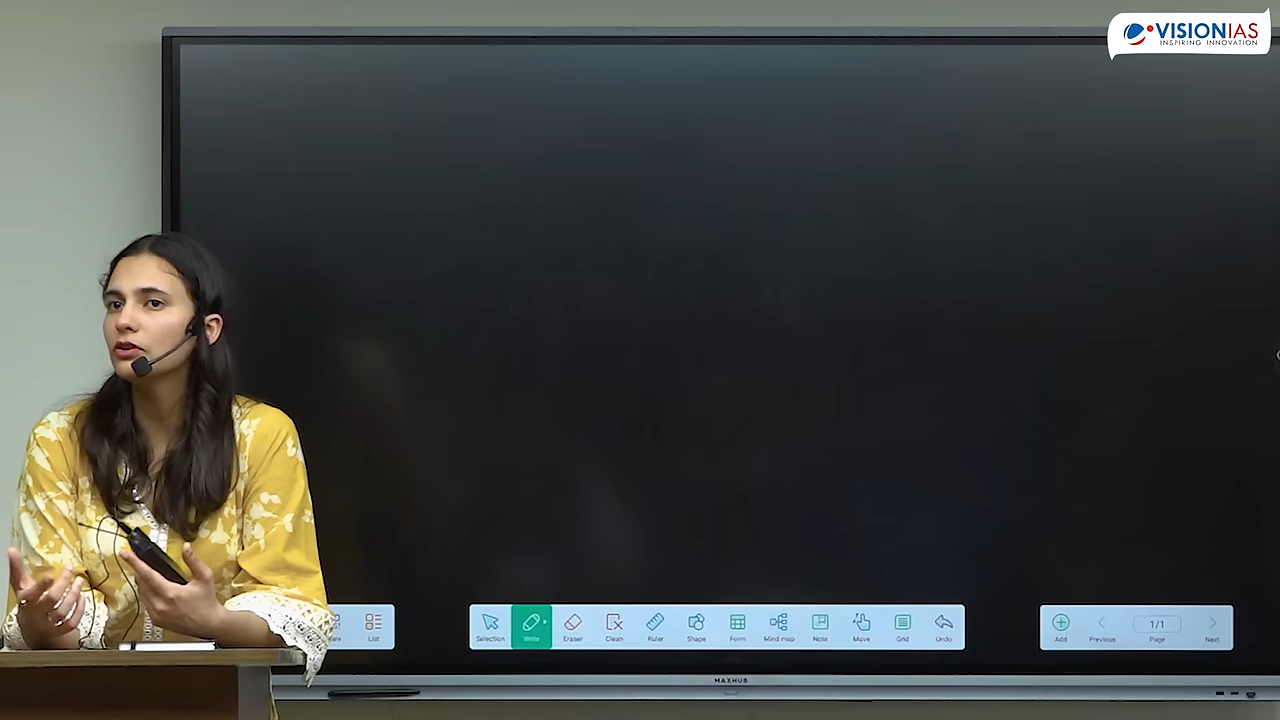 VISIONIAS
INSPIRING INNOVATION
List
Selection
Write
Eraser
Clean
Ruler
Shape
Form
Mind map
Note
Move
Grid
Undo
Add
Previous
1/1
Page
Next
MAXHUB